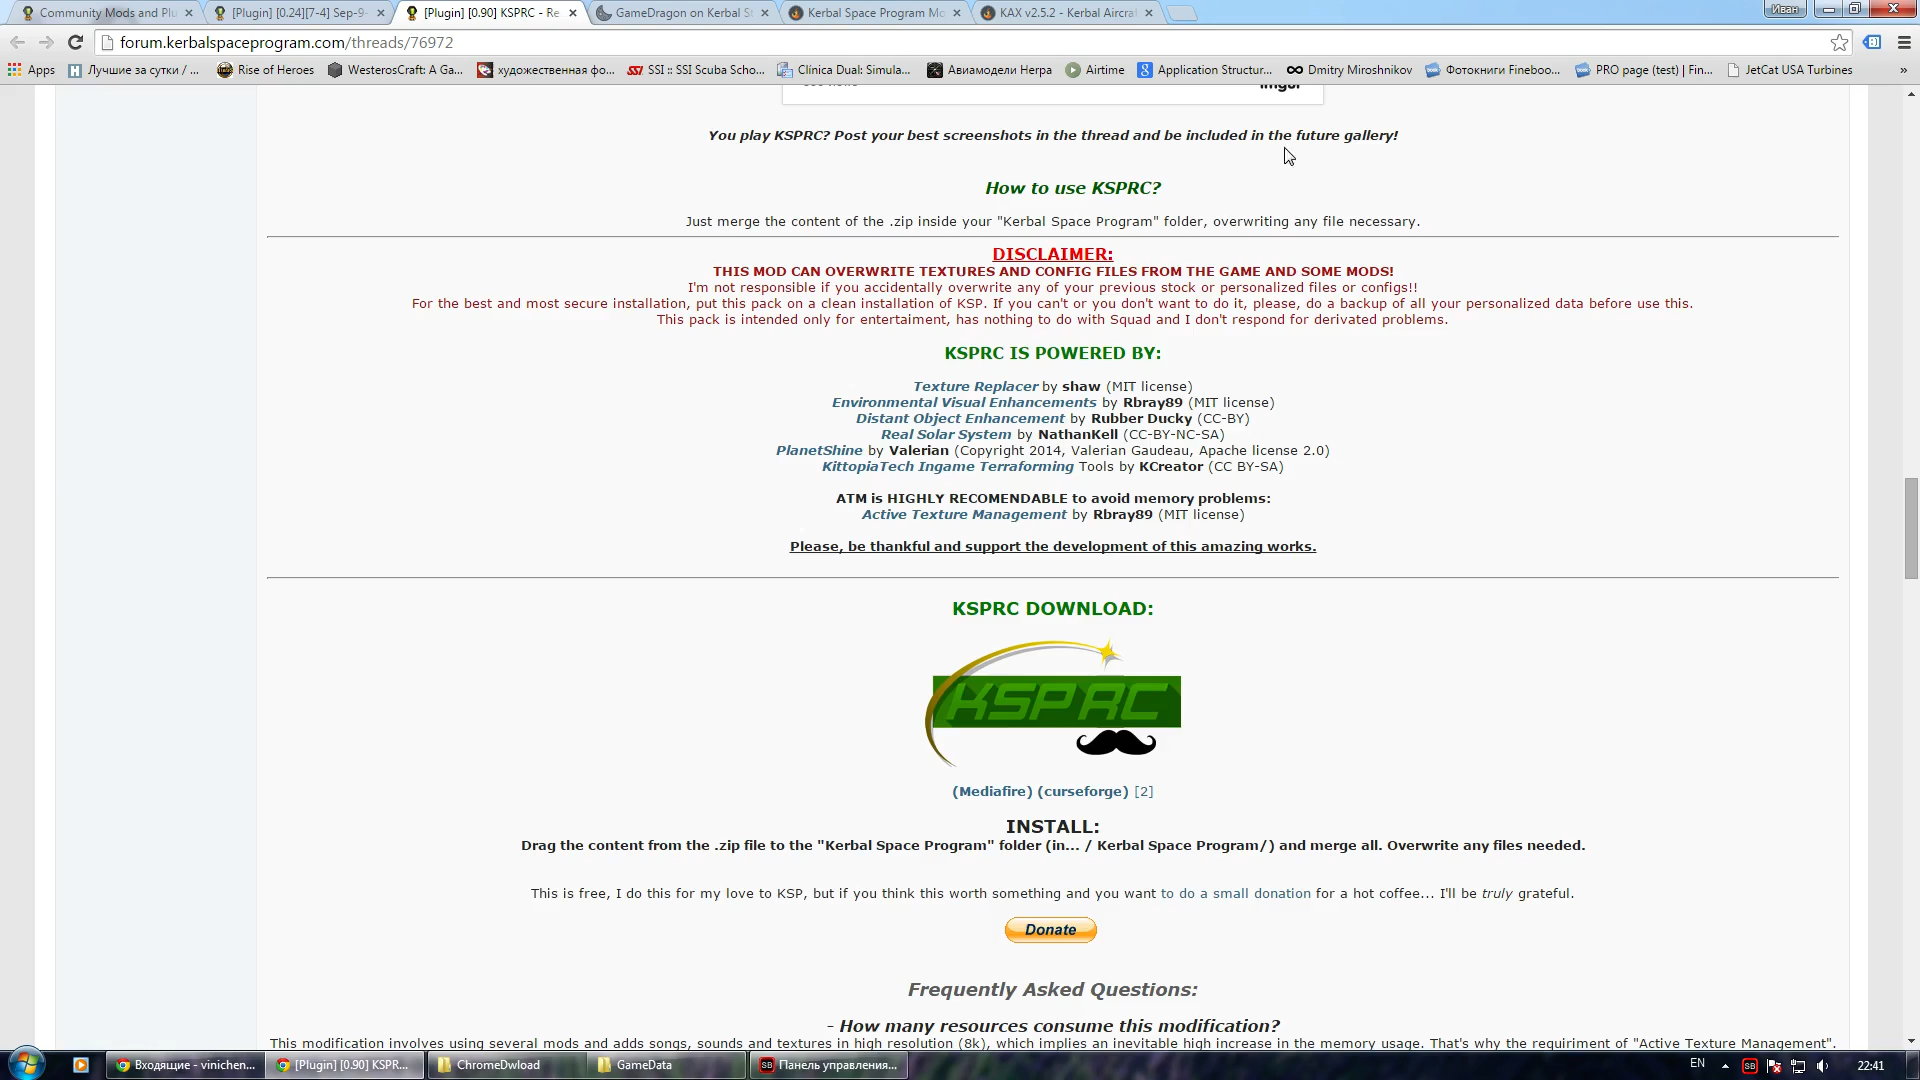 Community Mods and Plu
[Plugin] [0.24][7-4] Sep-9-
[Plugin] [0.90] KSPRC - Re
GameDragon on Kerbal St
Kerbal Space Program Mo
KAX v2.5.2 - Kerbal Aircra
Иван
forum.kerbalspaceprogram.com/threads/76972
Apps
Лучшие за сутки / ...
Rise of Heroes
WesterosCraft: A Ga...
художественная фо...
SSI :: SSI Scuba Scho...
Clínica Dual: Simula...
Авиамодели Негра
Airtime
Application Structur...
Dmitry Miroshnikov
Фотокниги Fineboo...
PRO page (test) | Fin...
JetCat USA Turbines
»
imgur
You play KSPRC? Post your best screenshots in the thread and be included in the future gallery!
How to use KSPRC?
Just merge the content of the .zip inside your "Kerbal Space Program" folder, overwriting any file necessary.
DISCLAIMER:
THIS MOD CAN OVERWRITE TEXTURES AND CONFIG FILES FROM THE GAME AND SOME MODS!
I'm not responsible if you accidentally overwrite any of your previous stock or personalized files or configs!!
For the best and most secure installation, put this pack on a clean installation of KSP. If you can't or you don't want to do it, please, do a backup of all your personalized data before use this.
This pack is intended only for entertaiment, has nothing to do with Squad and I don't respond for derivated problems.
KSPRC IS POWERED BY:
Texture Replacer by shaw (MIT license)
Environmental Visual Enhancements by Rbray89 (MIT license)
Distant Object Enhancement by Rubber Ducky (CC-BY)
Real Solar System by NathanKell (CC-BY-NC-SA)
PlanetShine by Valerian (Copyright 2014, Valerian Gaudeau, Apache license 2.0)
KittopiaTech Ingame Terraforming Tools by KCreator (CC BY-SA)
ATM is HIGHLY RECOMENDABLE to avoid memory problems:
Active Texture Management by Rbray89 (MIT license)
Please, be thankful and support the development of this amazing works.
KSPRC DOWNLOAD:
KSPRC
(Mediafire) (curseforge) [2]
INSTALL:
Drag the content from the .zip file to the "Kerbal Space Program" folder (in... / Kerbal Space Program/) and merge all. Overwrite any files needed.
This is free, I do this for my love to KSP, but if you think this worth something and you want to do a small donation for a hot coffee... I'll be truly grateful.
Donate
Frequently Asked Questions:
- How many resources consume this modification?
This modification involves using several mods and adds songs, sounds and textures in high resolution (8k), which implies an inevitable high increase in the memory usage. That's why the requiriment of "Active Texture Management".
Входящие - vinichen...
[Plugin] [0.90] KSPR...
ChromeDwload
GameData
SB
Панель управления...
EN
SB
22:41